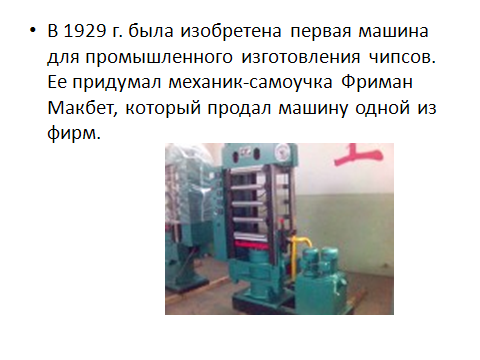 • В 1929 г. была изобретена первая машина
для промышленного изготовления чипсов.
Ее придумал механик-самоучка Фриман
Макбет, который продал машину одной из
фирм.